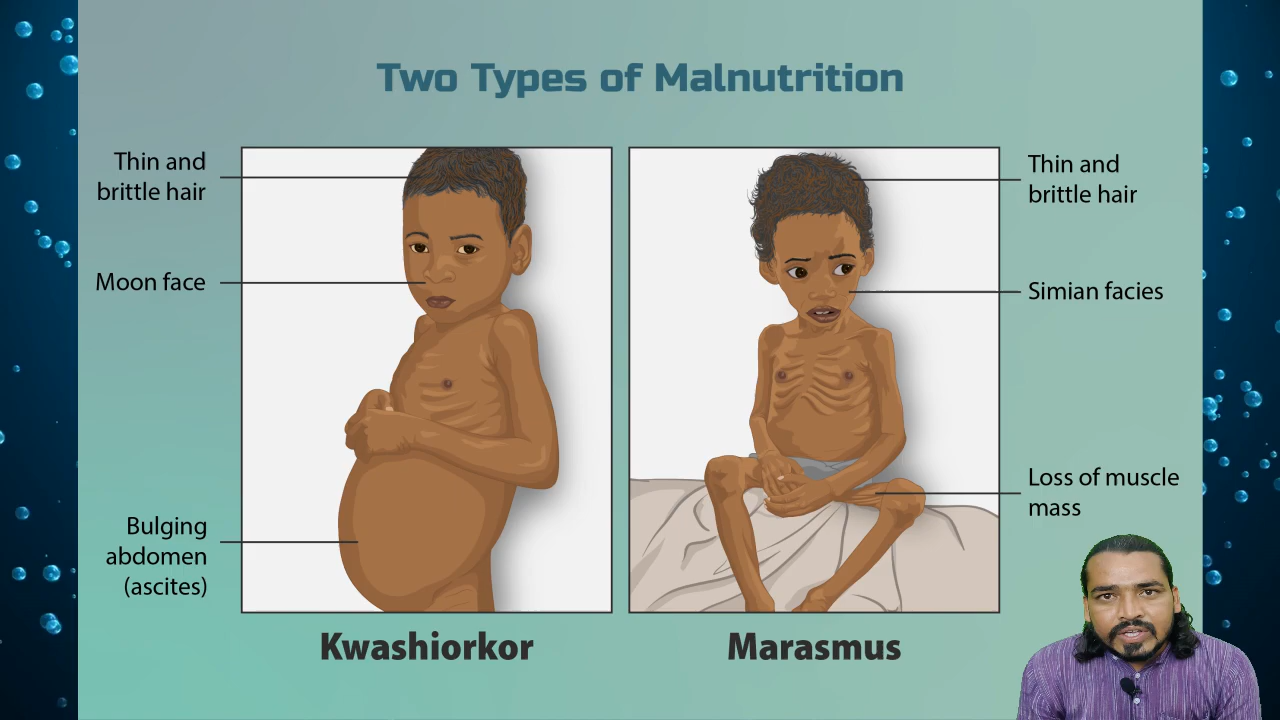 Two Types of Malnutrition
Thin and
brittle hair
Moon face
Bulging
abdomen
(ascites)
Kwashiorkor
Thin and
brittle hair
Simian facies
Loss of muscle
mass
Marasmus